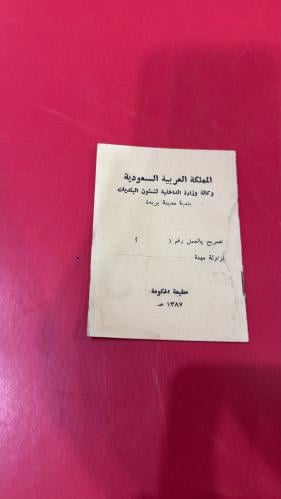 المملكة العربية السعودية
وكالة وزارة الداخلية لشئون البلديات
بلدية مدينة بريدة
تصريح بالعمل رقم (          )
لمزاولة مهنة
مطبعة الحكومة
١٣٨٧ هـ